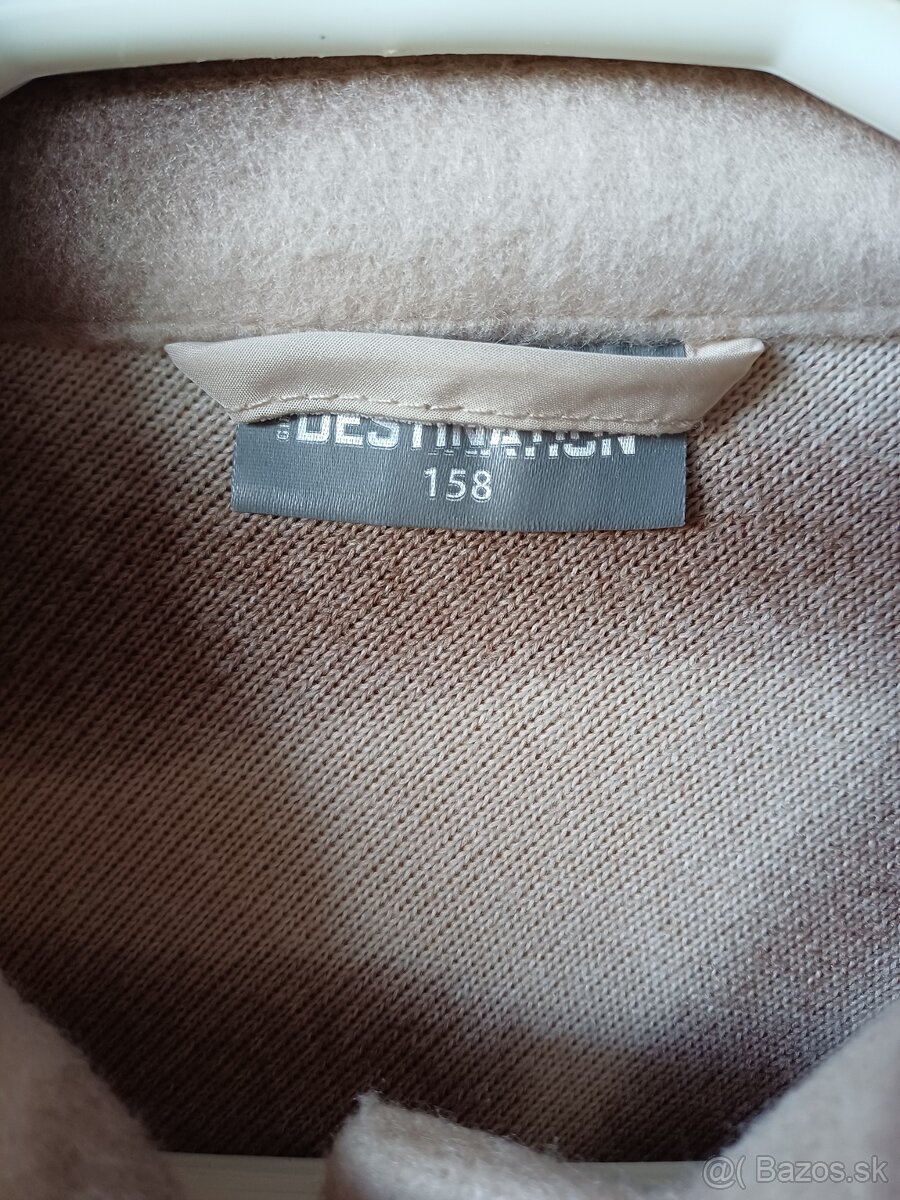 DESTINATION
158
@( Bazos.sk